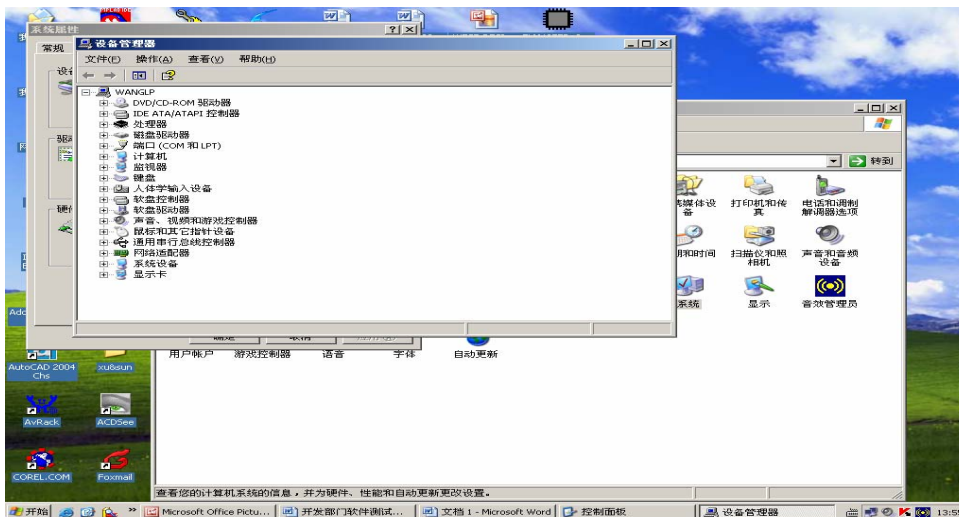 系统属性
常规
设备管理器
文件(F) 操作(A) 查看(V) 帮助(H)
WANGLP
DVD/CD-ROM 驱动器
IDE ATA/ATAPI 控制器
处理器
磁盘驱动器
端口 (COM 和 LPT)
计算机
监视器
键盘
人体学输入设备
软盘控制器
软盘驱动器
声音、视频和游戏控制器
鼠标和其它指针设备
通用串行总线控制器
网络适配器
系统设备
显示卡
转到
打印机和传真
电话和调制解调器选项
扫描仪和照相机
声音和音频设备
系统
显示
音效管理员
用户帐户
游戏控制器
语音
字体
自动更新
AutoCAD 2004 Chs
xu8sun
AvRack
ACDSee
COREL.COM
Foxmail
查看您的计算机系统的信息，并为硬件、性能和自动更新更改设置。
开始
Microsoft Office Pictu...
开发部门软件测试...
文档 1 - Microsoft Word
控制面板
设备管理器